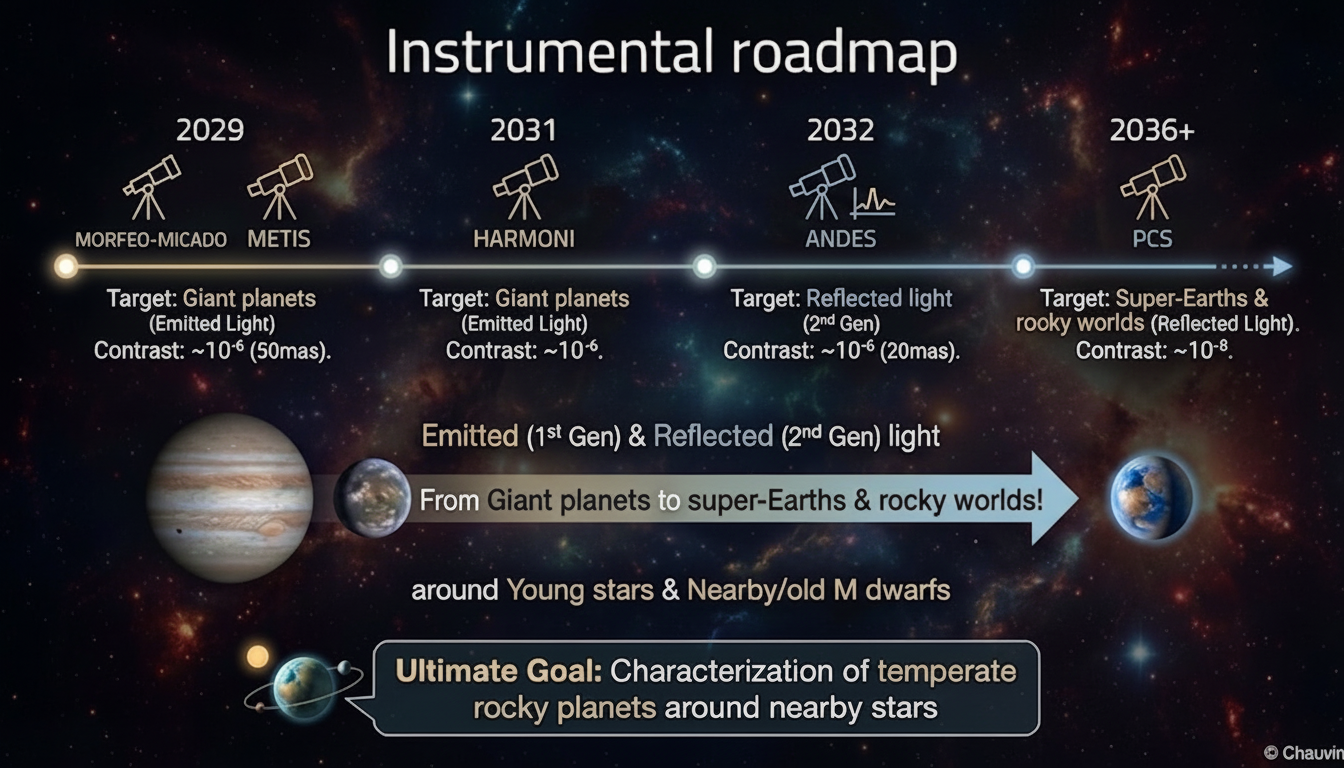 Instrumental roadmap
2029
2031
2032
2036+
MORFEO-MICADO
METIS
HARMONI
ANDES
PCS
Target: Giant planets
(Emitted Light)
Contrast: ~10⁻⁶ (50mas).
Target: Giant planets
(Emitted Light)
Contrast: ~10⁻⁶.
Target: Reflected light
(2ⁿᵈ Gen)
Contrast: ~10⁻⁶ (20mas).
Target: Super-Earths &
rooky worlds (Reflected Light).
Contrast: ~10⁻⁸.
Emitted (1ˢᵗ Gen) & Reflected (2ⁿᵈ Gen) light
From Giant planets to super-Earths & rocky worlds!
around Young stars & Nearby/old M dwarfs
Ultimate Goal: Characterization of temperate
rocky planets around nearby stars
© Chauvin